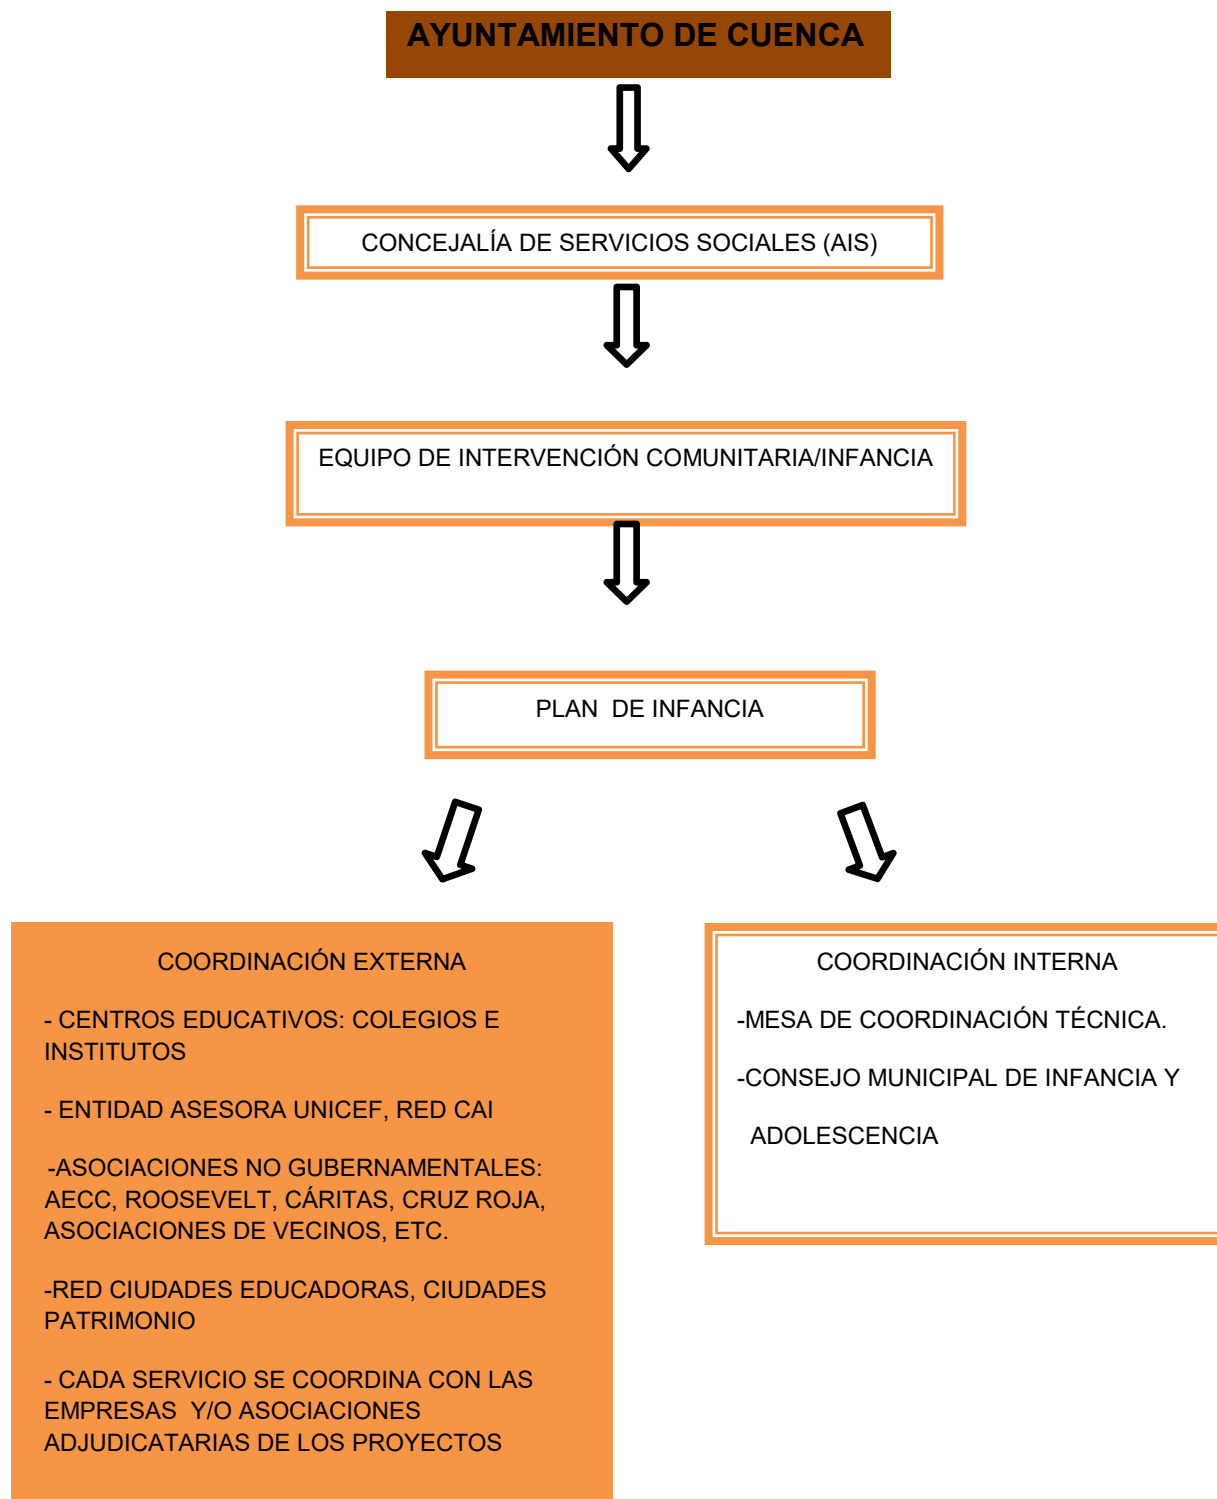 AYUNTAMIENTO DE CUENCA
CONCEJALÍA DE SERVICIOS SOCIALES (AIS)
EQUIPO DE INTERVENCIÓN COMUNITARIA/INFANCIA
PLAN DE INFANCIA
COORDINACIÓN EXTERNA
- CENTROS EDUCATIVOS: COLEGIOS E
INSTITUTOS
- ENTIDAD ASESORA UNICEF, RED CAI
-ASOCIACIONES NO GUBERNAMENTALES:
AECC, ROOSEVELT, CÁRITAS, CRUZ ROJA,
ASOCIACIONES DE VECINOS, ETC.
-RED CIUDADES EDUCADORAS, CIUDADES
PATRIMONIO
- CADA SERVICIO SE COORDINA CON LAS
EMPRESAS Y/O ASOCIACIONES
ADJUDICATARIAS DE LOS PROYECTOS
COORDINACIÓN INTERNA
-MESA DE COORDINACIÓN TÉCNICA.
-CONSEJO MUNICIPAL DE INFANCIA Y
ADOLESCENCIA